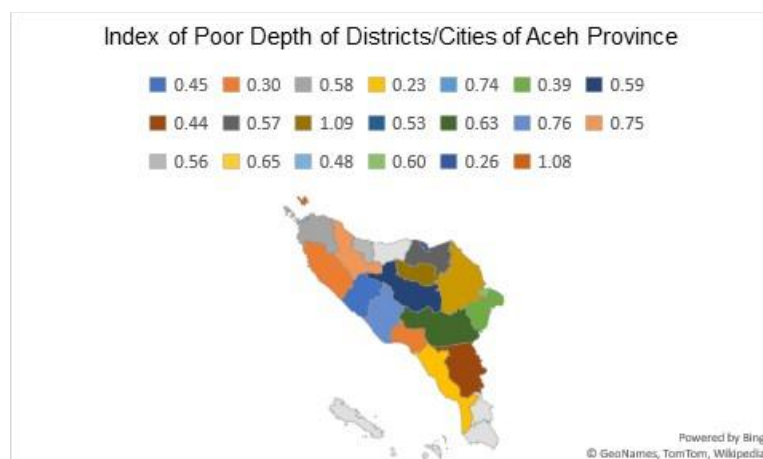 Index of Poor Depth of Districts/Cities of Aceh Province
0.45 0.30 0.58 0.23 0.74 0.39 0.59
0.44 0.57 1.09 0.53 0.63 0.76 0.75
0.56 0.65 0.48 0.60 0.26 1.08
Powered by Bing
© GeoNames, TomTom, Wikipedia